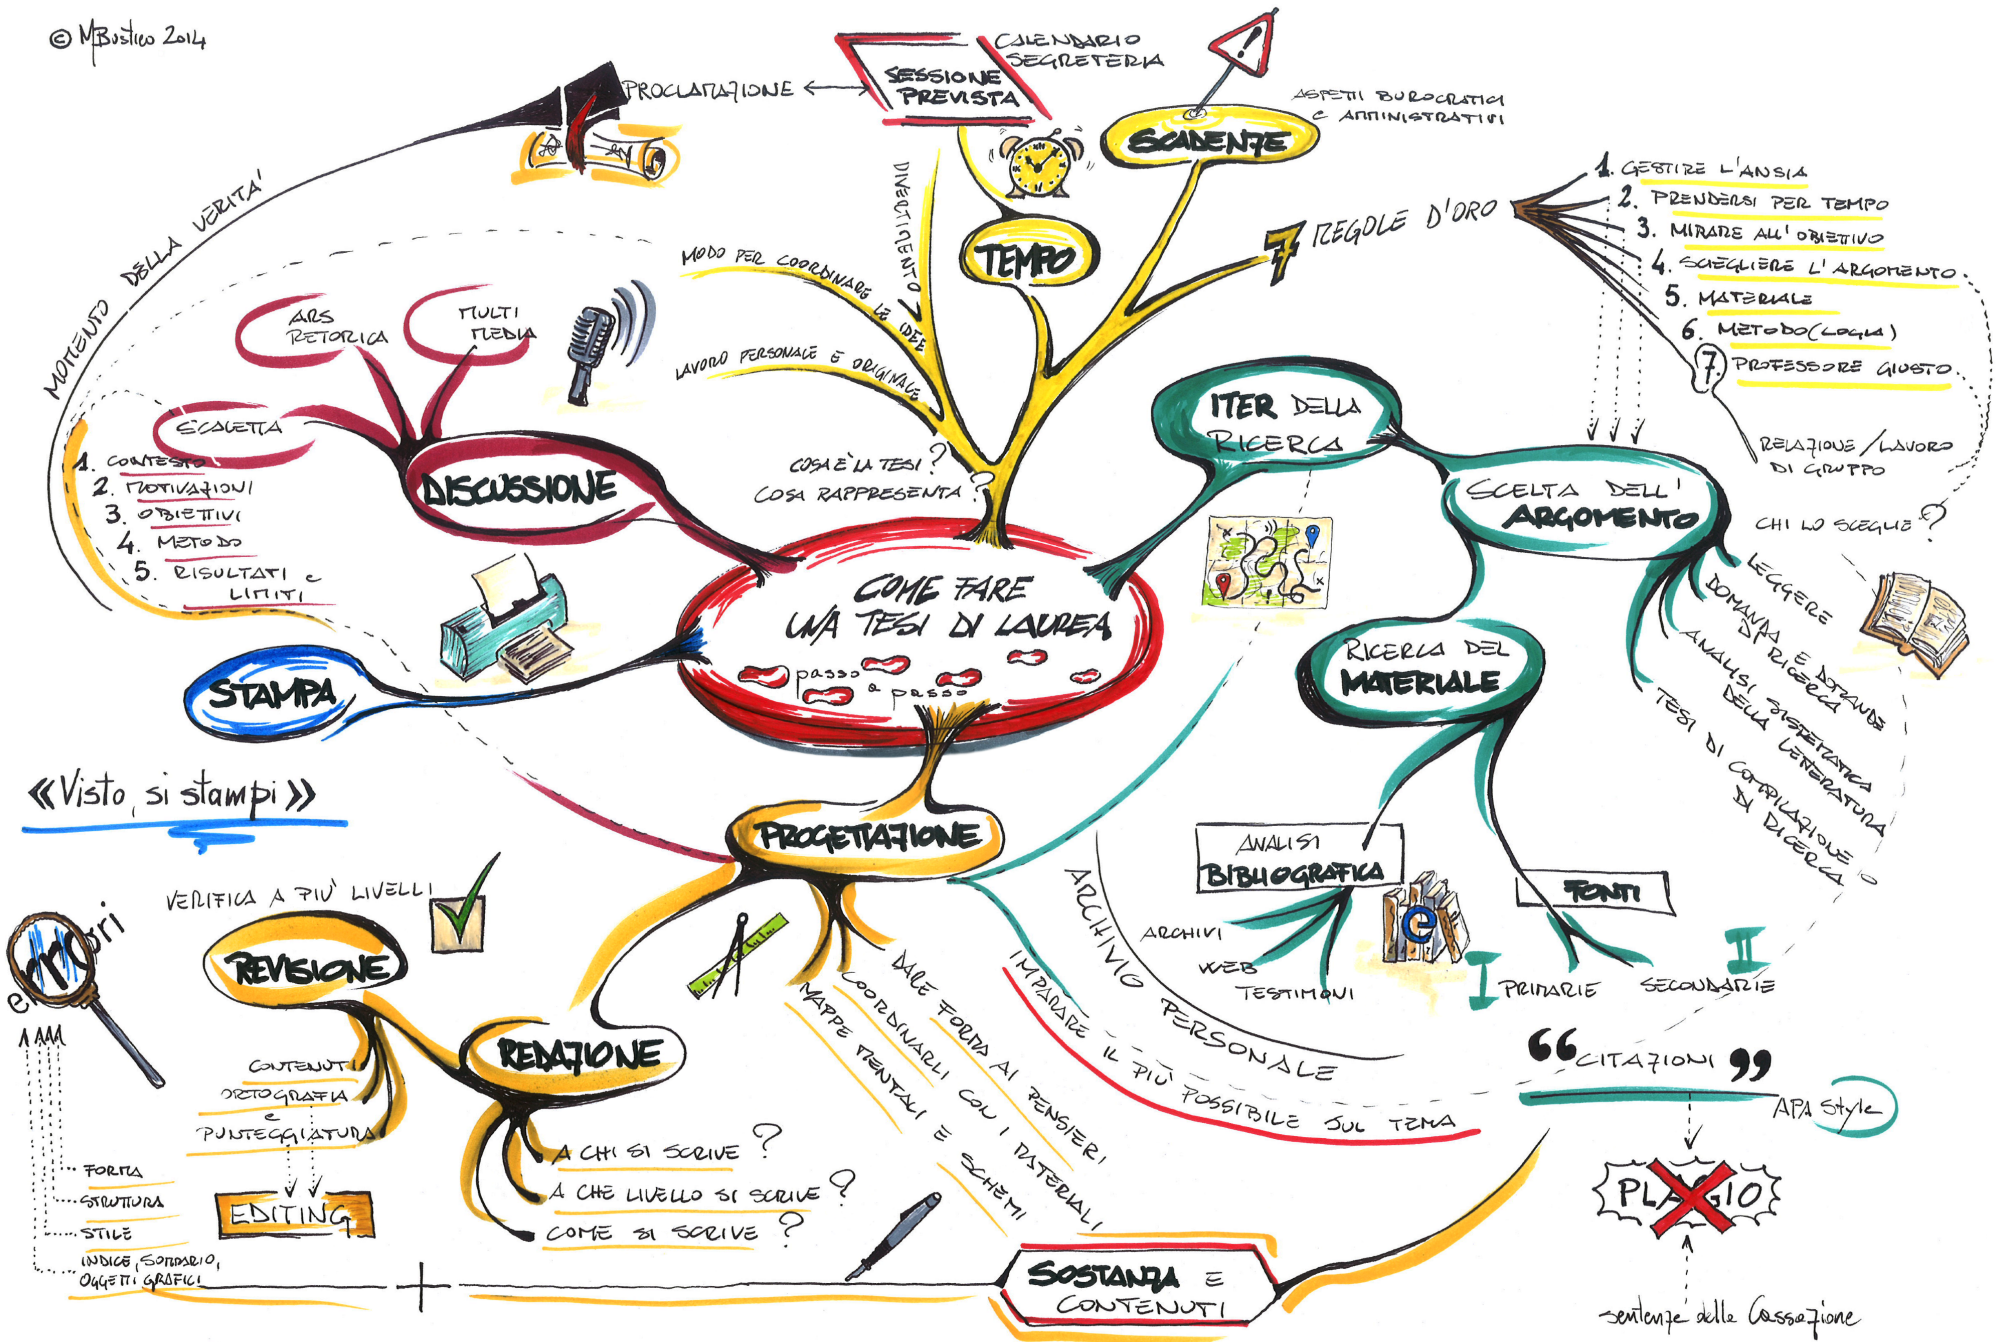 © MBustico 2014
PROCLAMAZIONE
SESSIONE
PREVISTA
CALENDARIO
SEGRETERIA
SCADENZE
ASPETTI BUROCRATICI
E AMMINISTRATIVI
MOMENTO DELLA VERITA'
DIVERTIMENTO
TEMPO
MODO PER COORDINARE LE IDEE
LAVORO PERSONALE E ORIGINALE
7 REGOLE D'ORO
1. GESTIRE L'ANSIA
2. PRENDERSI PER TEMPO
3. MIRARE ALL'OBIETTIVO
4. SCIEGLIERE L'ARGOMENTO
5. MATERIALE
6. METODO(LOGIA)
7. PROFESSORE GIUSTO
RELAZIONE/LAVORO
DI GRUPPO
CHI LO SCEGLIE?
ARS
RETORICA
MULTI
MEDIA
SCALETTA
1. CONTESTO
2. MOTIVAZIONI
3. OBIETTIVI
4. METODO
5. RISULTATI e
LIMITI
DISCUSSIONE
COSA È LA TESI?
COSA RAPPRESENTA?
ITER DELLA
RICERCA
SCELTA DELL'
ARGOMENTO
LEGGERE
DOMANDA E DOMANDE
DI RICERCA
ANALISI SISTEMATICA
DELLA LETTERATURA
TESI DI COMPILAZIONE O
DI RICERCA
COME FARE
UNA TESI DI LAUREA
passo
a
passo
STAMPA
«Visto, si stampi»
RICERCA DEL
MATERIALE
ANALISI
BIBLIOGRAFICA
ARCHIVI
WEB
TESTIMONI
FONTI
I PRIMARIE
II
SECONDARIE
PROGETTAZIONE
DARE FORMA AI PENSIERI
COORDINARLI CON I MATERIALI
MAPPE MENTALI E SCHEMI
ARCHIVIO PERSONALE
IMPARARE IL PIÙ POSSIBILE SUL TEMA
"CITAZIONI"
APA Style
PLAGIO
sentenze della Cassazione
VERIFICA A PIÙ LIVELLI
errori
REVISIONE
CONTENUTI
ORTOGRAFIA
e
PUNTEGGIATURA
EDITING
FORMA
STRUTTURA
STILE
INDICE, SOMMARIO,
OGGETTI GRAFICI
REDAZIONE
A CHI SI SCRIVE?
A CHE LIVELLO SI SCRIVE?
COME SI SCRIVE?
SOSTANZA E
CONTENUTI